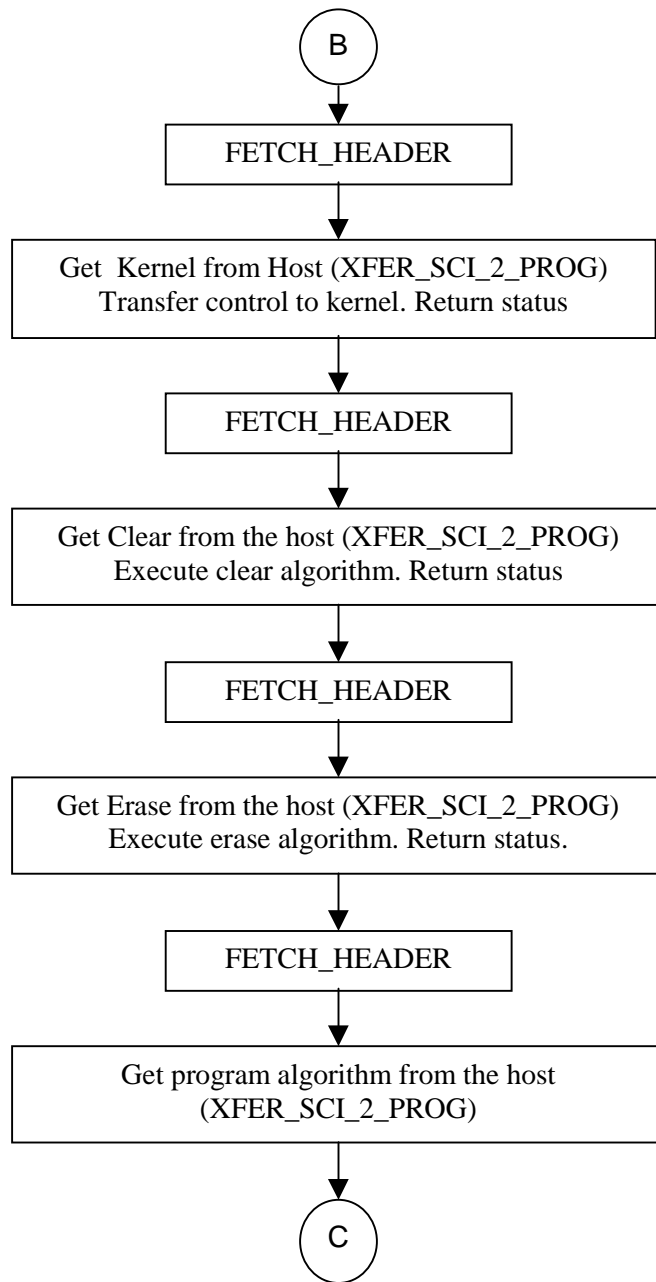 B
FETCH_HEADER
Get Kernel from Host (XFER_SCI_2_PROG)
Transfer control to kernel. Return status
FETCH_HEADER
Get Clear from the host (XFER_SCI_2_PROG)
Execute clear algorithm. Return status
FETCH_HEADER
Get Erase from the host (XFER_SCI_2_PROG)
Execute erase algorithm. Return status.
FETCH_HEADER
Get program algorithm from the host
(XFER_SCI_2_PROG)
C